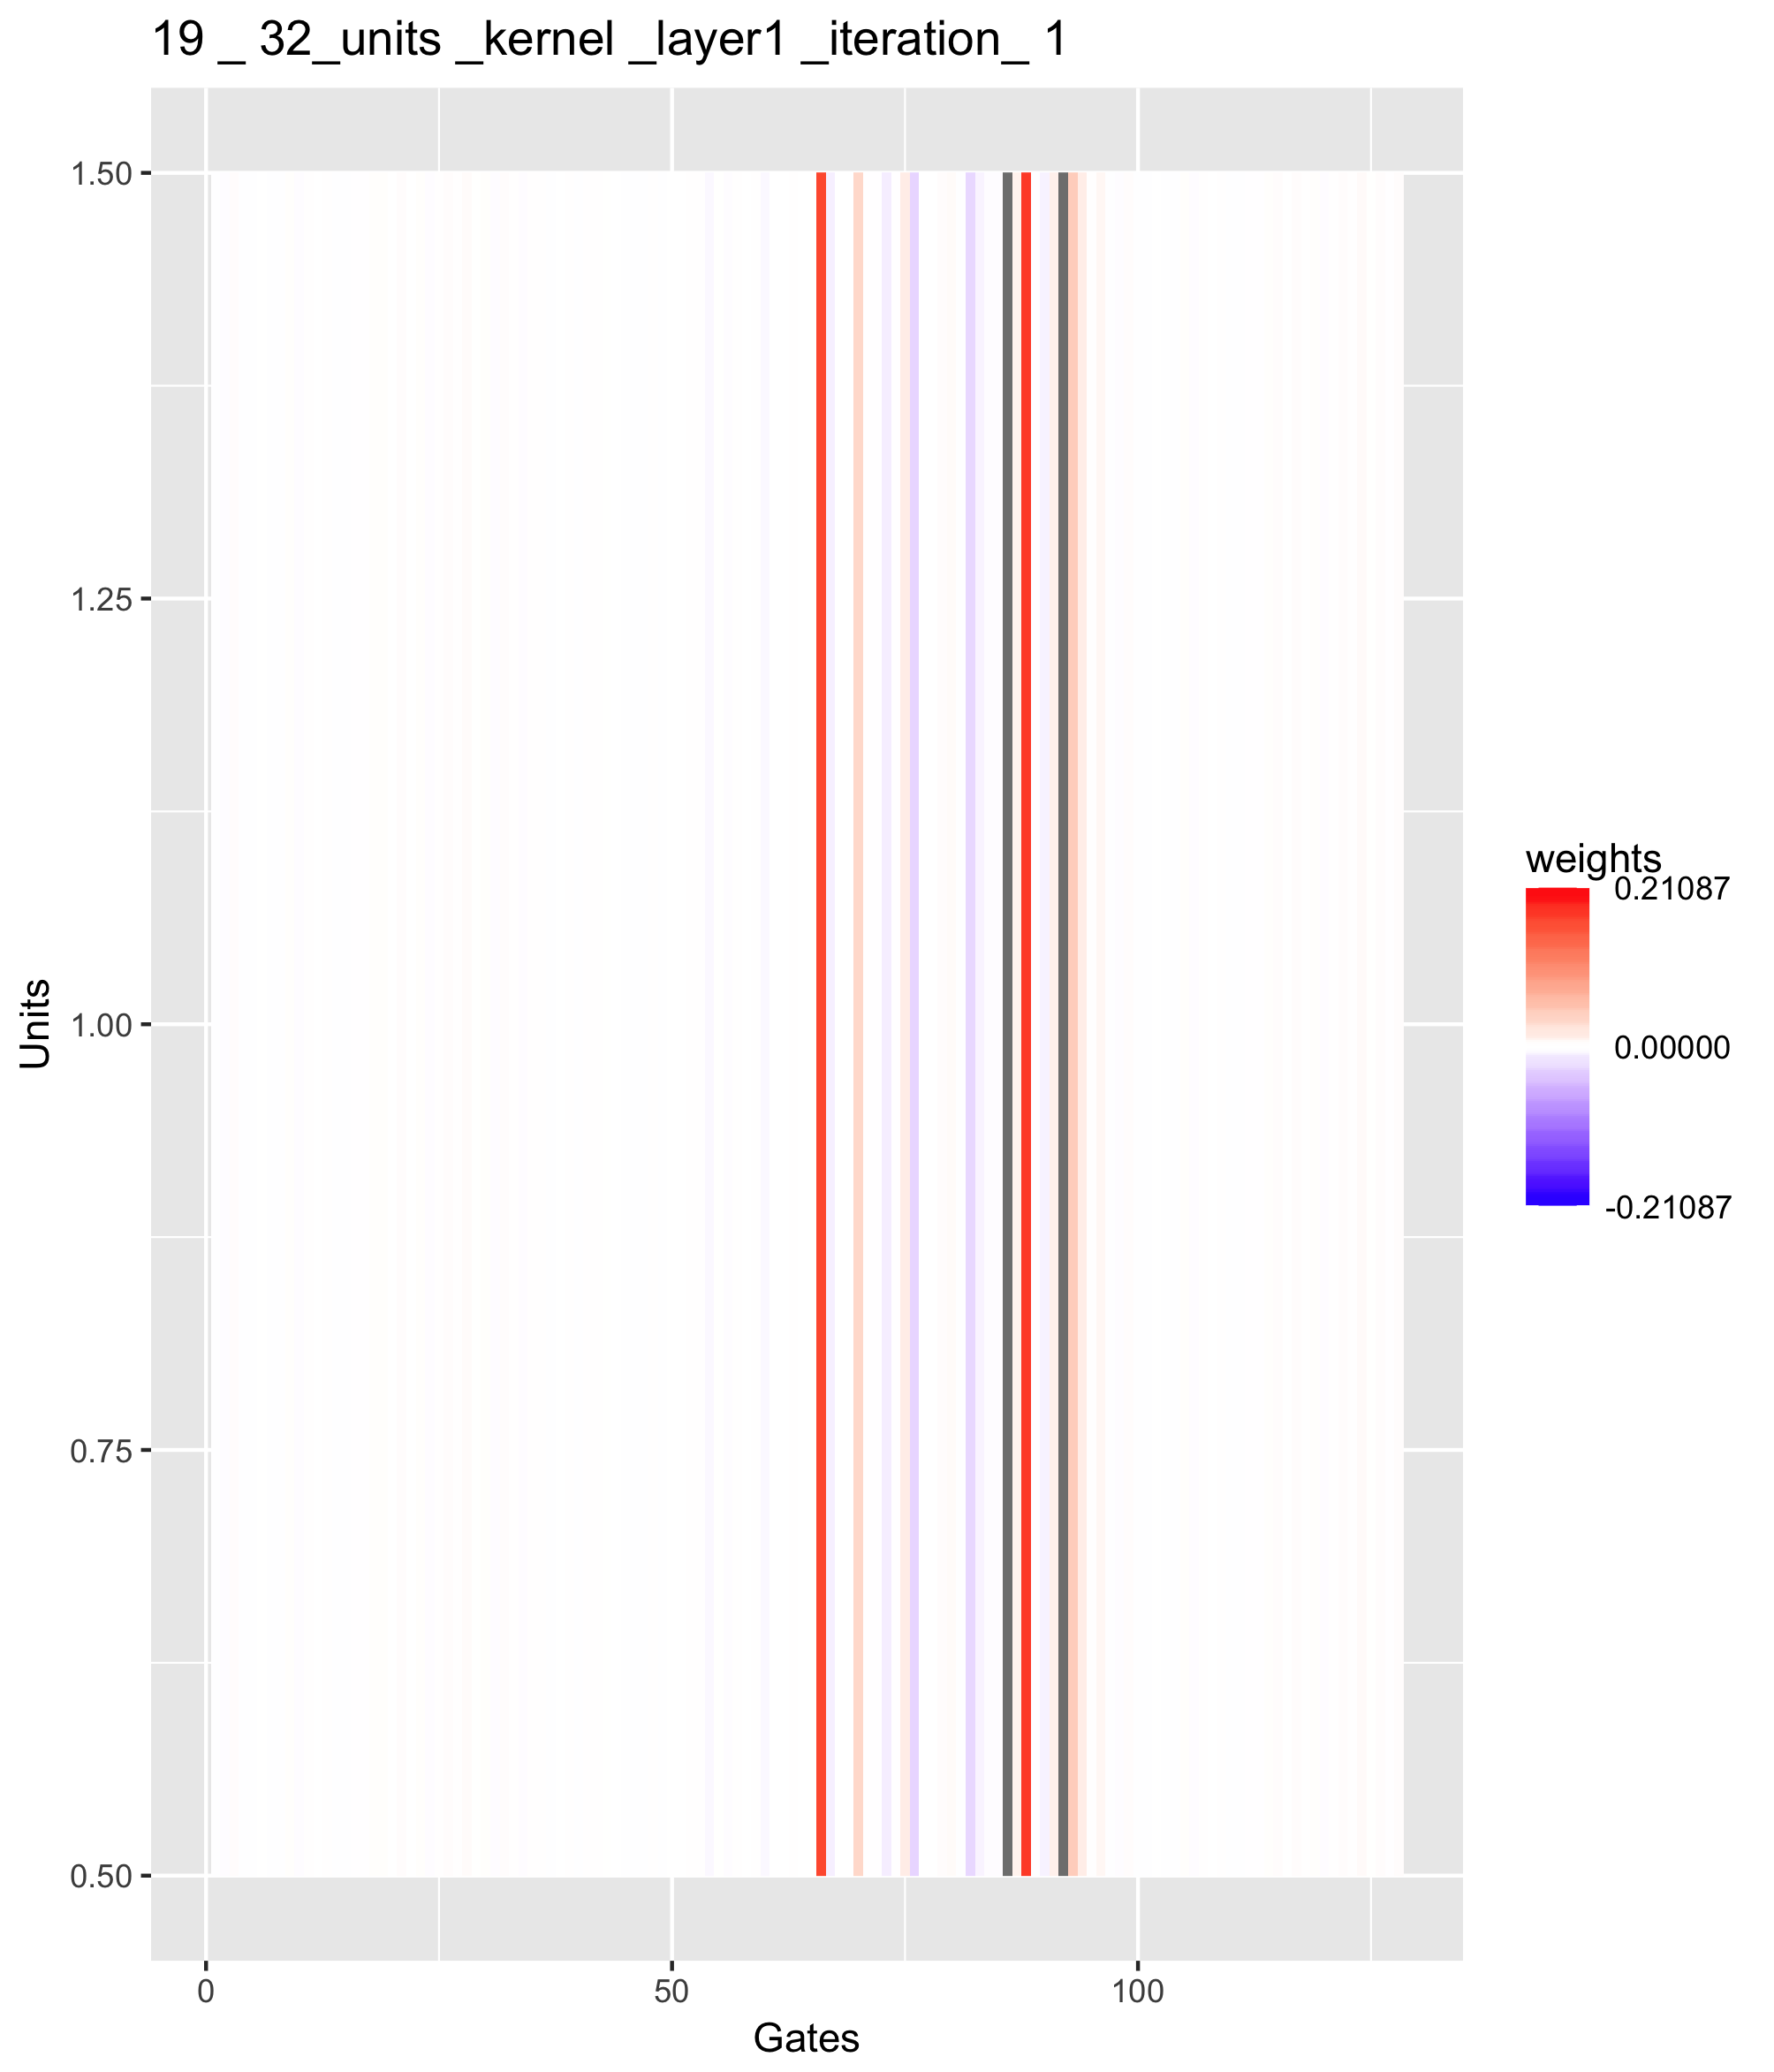 19 _ 32_units _kernel _layer1 _iteration_ 1
1.50
1.25
1.00
0.75
0.50
Units
0
50
100
Gates
weights
0.21087
0.00000
-0.21087